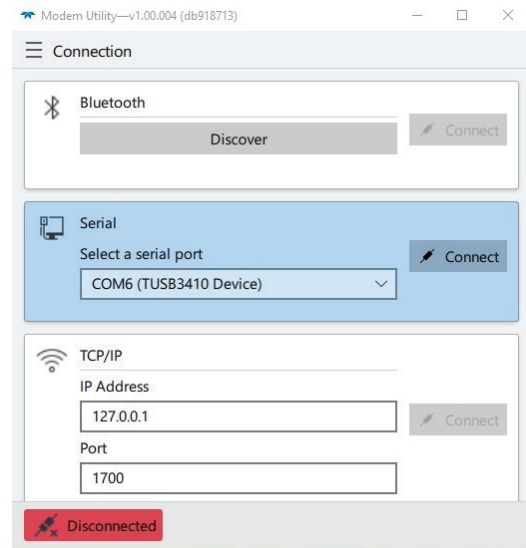 Modem Utility—v1.00.004 (db918713)
Connection
Bluetooth
Discover
Connect
Serial
Select a serial port
COM6 (TUSB3410 Device)
Connect
TCP/IP
IP Address
127.0.0.1
Connect
Port
1700
Disconnected